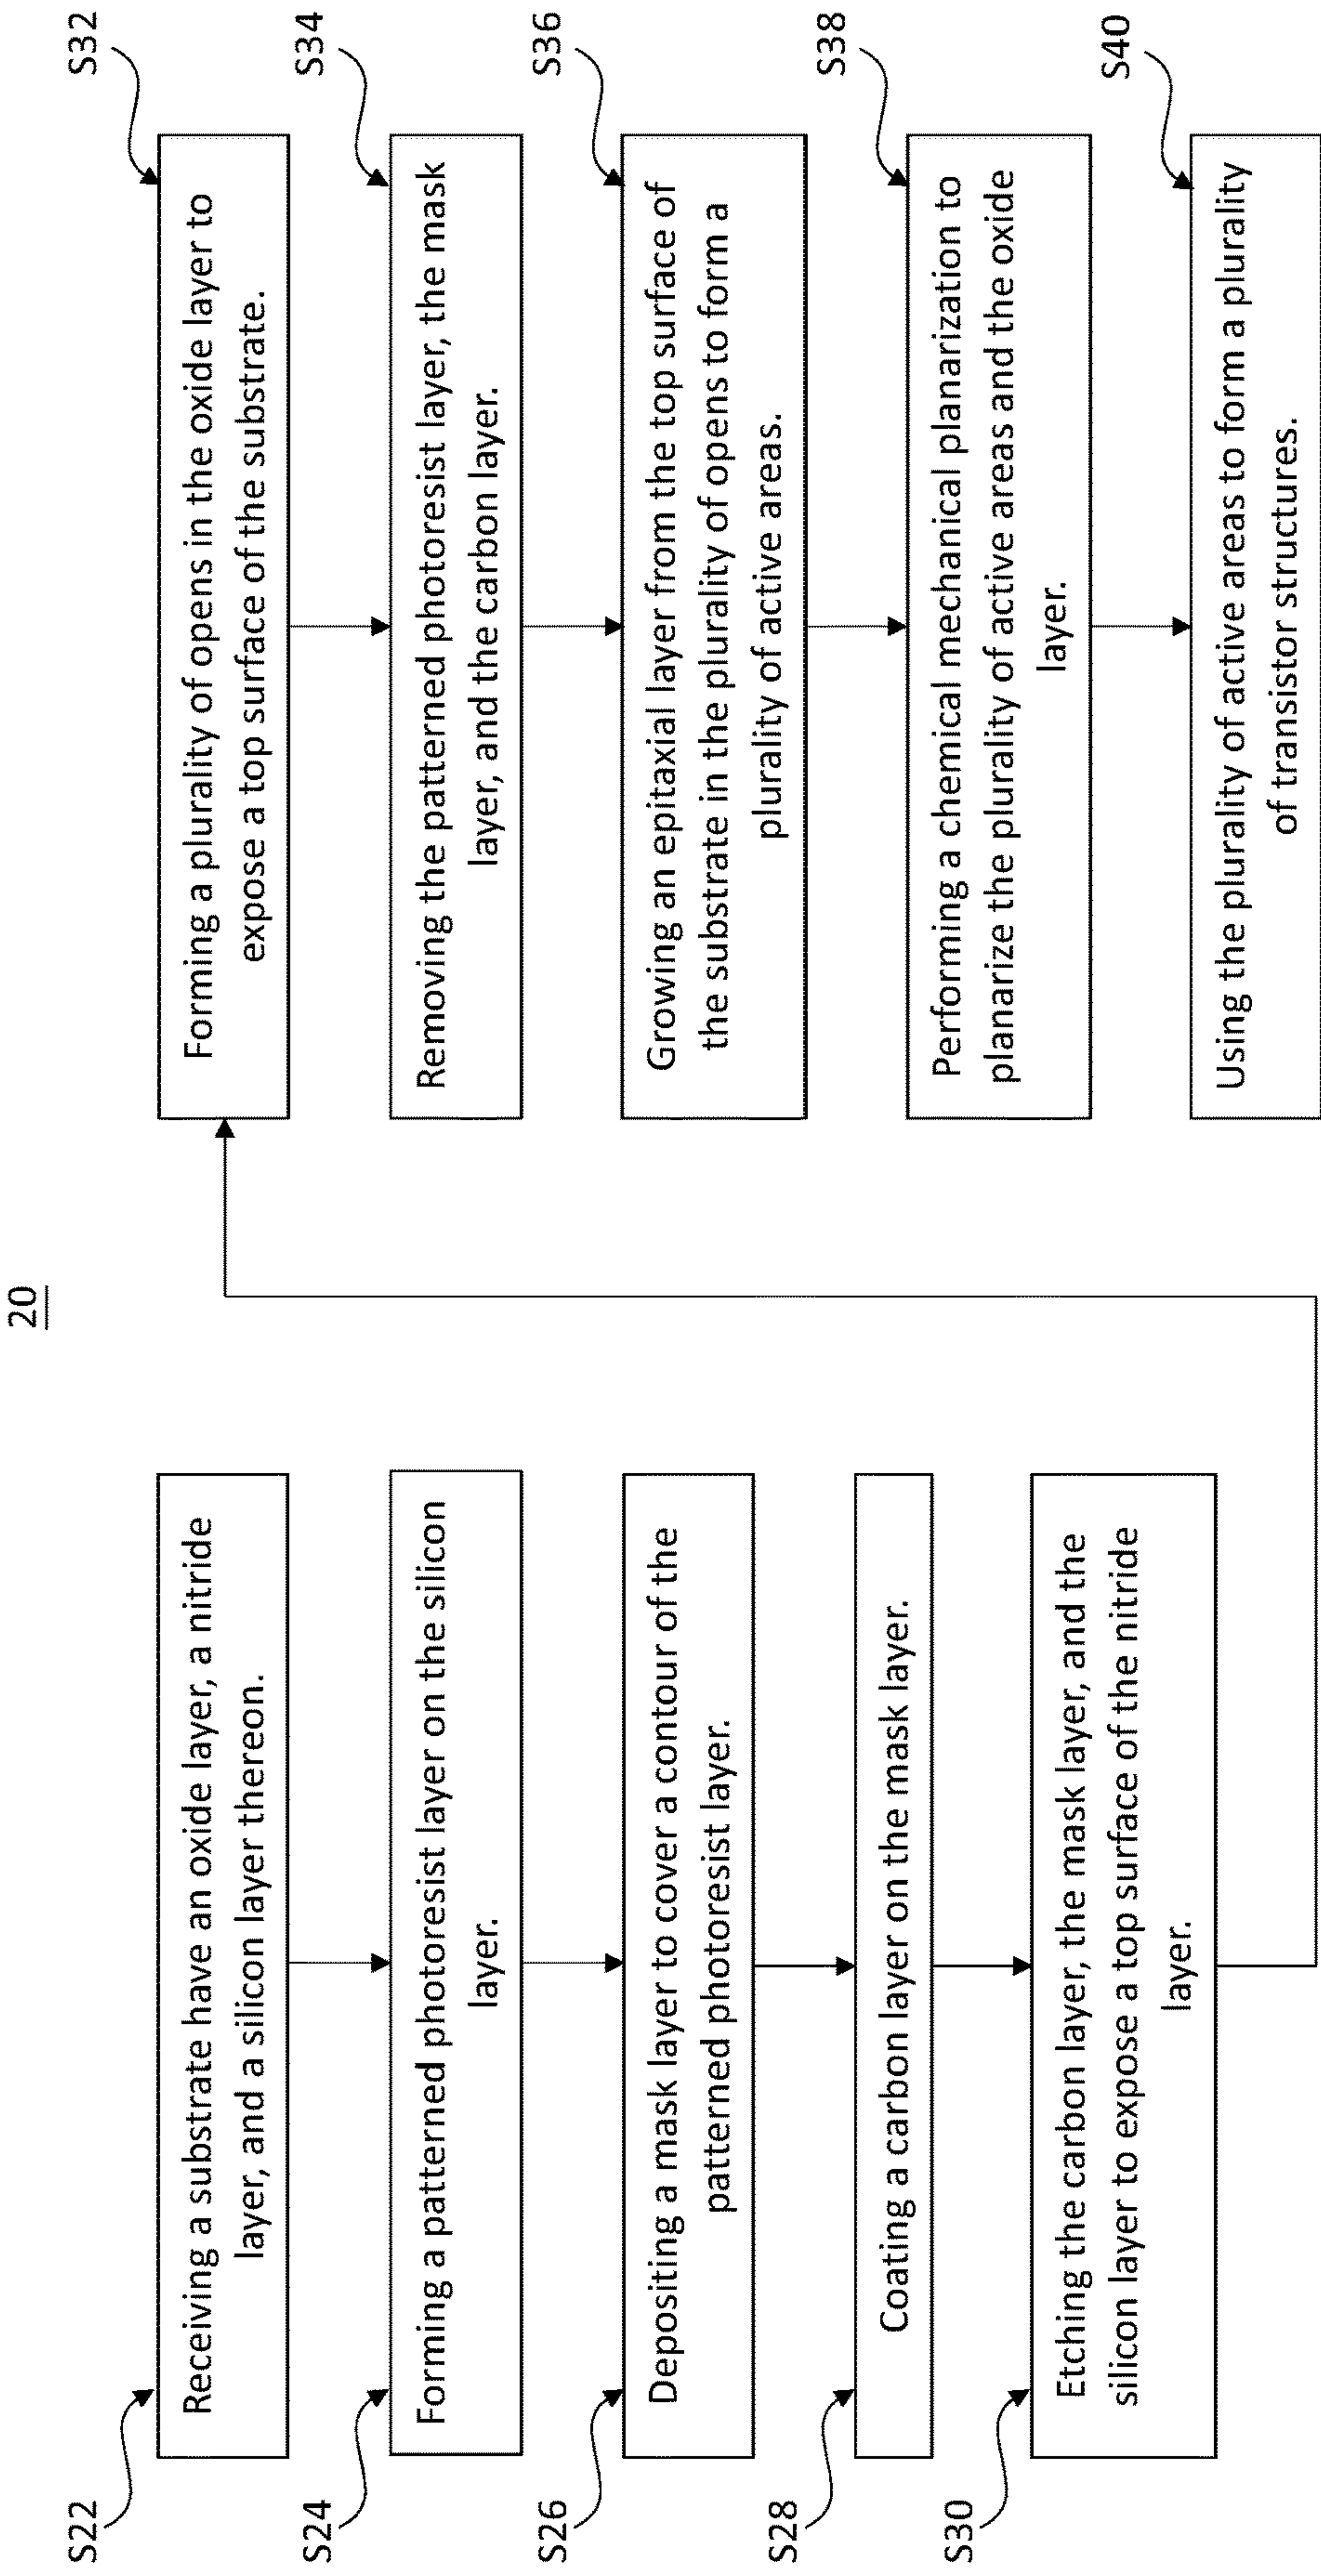 20
S22
Receiving a substrate have an oxide layer, a nitride
layer, and a silicon layer thereon.
S24
Forming a patterned photoresist layer on the silicon
layer.
S26
Depositing a mask layer to cover a contour of the
patterned photoresist layer.
S28
Coating a carbon layer on the mask layer.
S30
Etching the carbon layer, the mask layer, and the
silicon layer to expose a top surface of the nitride
layer.
S32
Forming a plurality of opens in the oxide layer to
expose a top surface of the substrate.
S34
Removing the patterned photoresist layer, the mask
layer, and the carbon layer.
S36
Growing an epitaxial layer from the top surface of
the substrate in the plurality of opens to form a
plurality of active areas.
S38
Performing a chemical mechanical planarization to
planarize the plurality of active areas and the oxide
layer.
S40
Using the plurality of active areas to form a plurality
of transistor structures.